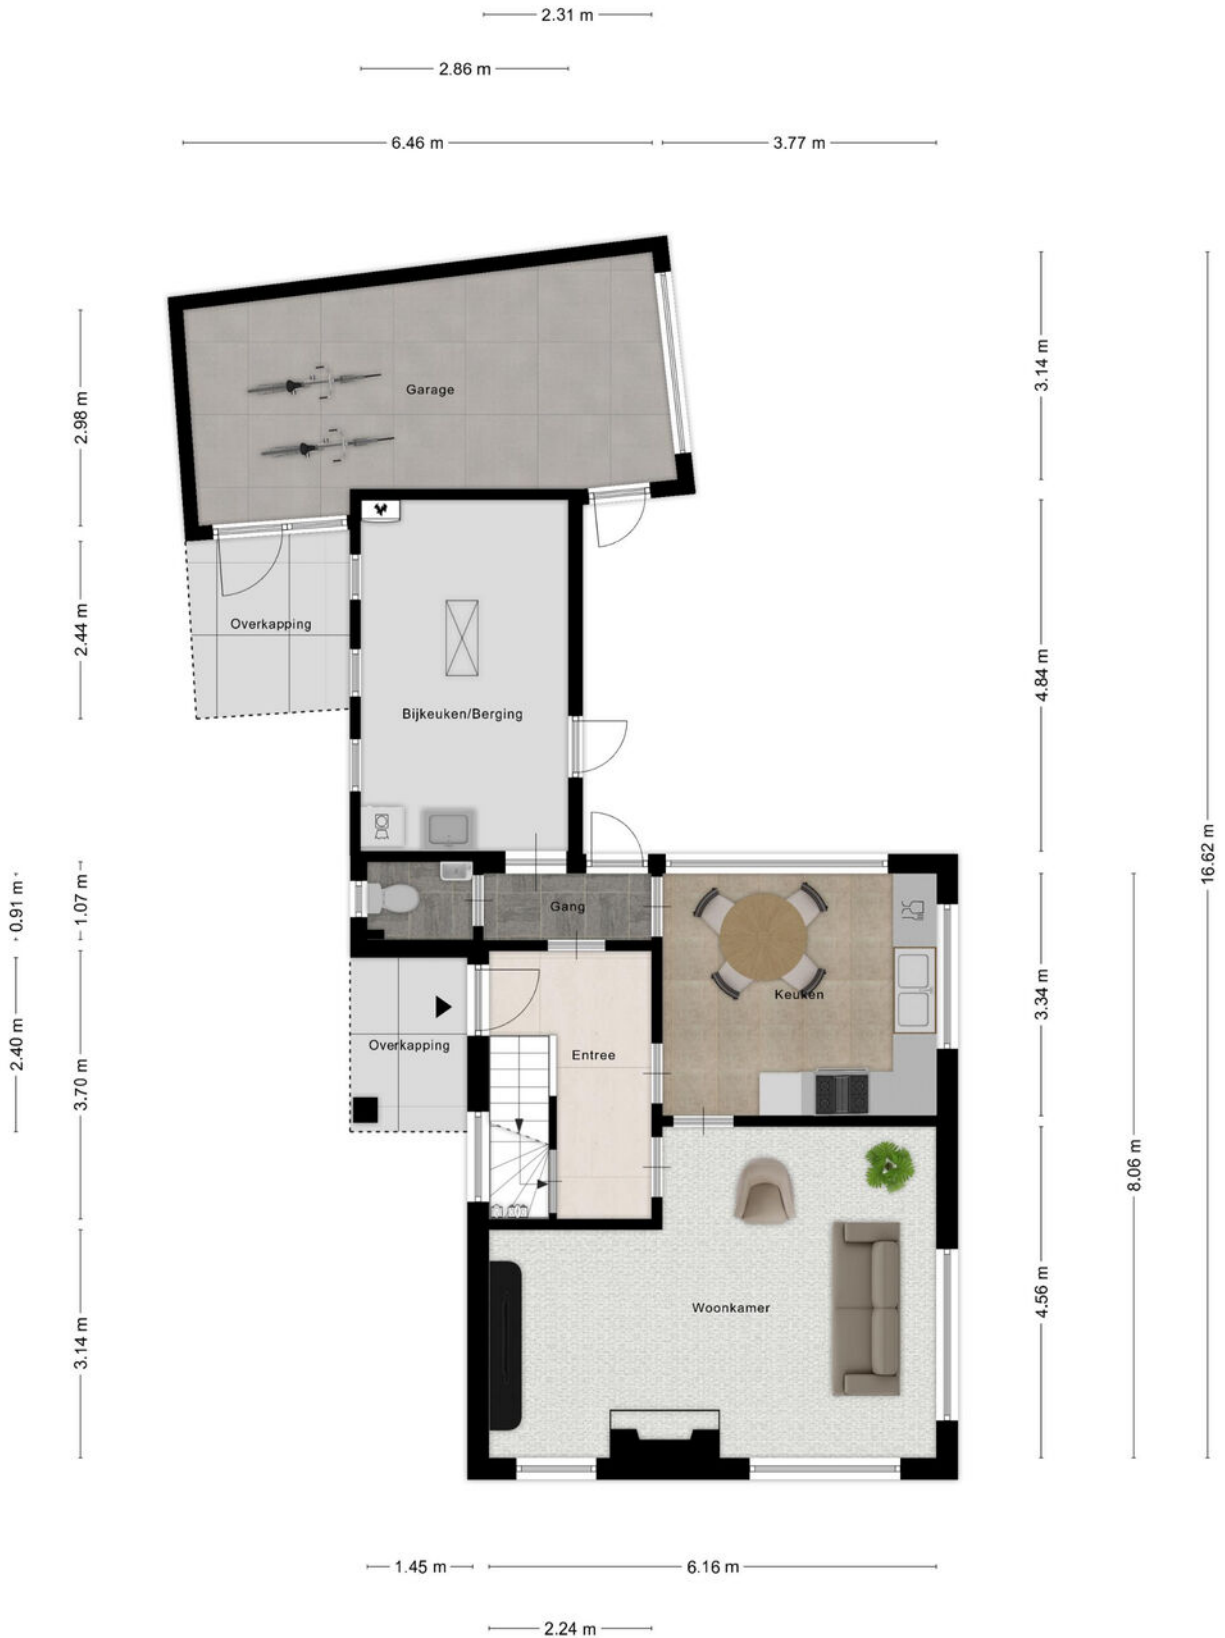 2.31 m
2.86 m
6.46 m
3.77 m
3.14 m
2.98 m
Garage
2.44 m
Overkapping
4.84 m
Bijkeuken/Berging
16.62 m
1.07 m
0.91 m
Gang
Keuken
3.34 m
2.40 m
Overkapping
Entree
3.70 m
8.06 m
4.56 m
Woonkamer
3.14 m
1.45 m
6.16 m
2.24 m